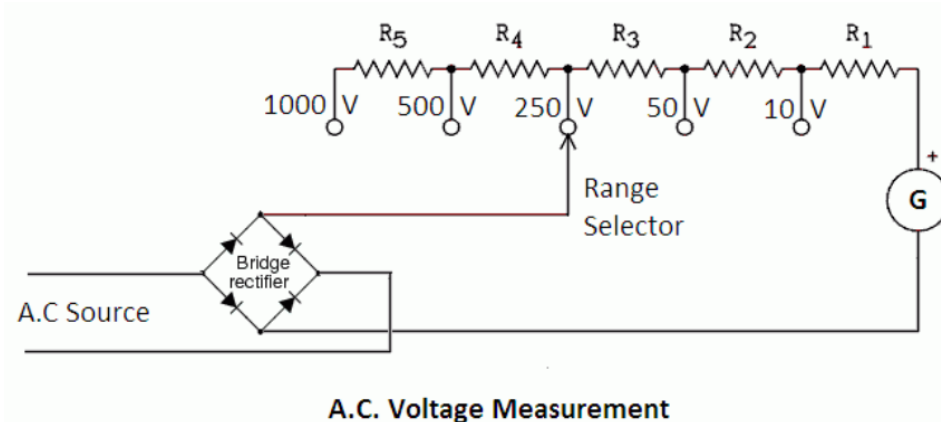 R5 R4 R3 R2 R1
1000 V 500 V 250 V 50 V 10 V
+
G
Range
Selector
Bridge
rectifier
A.C Source
A.C. Voltage Measurement